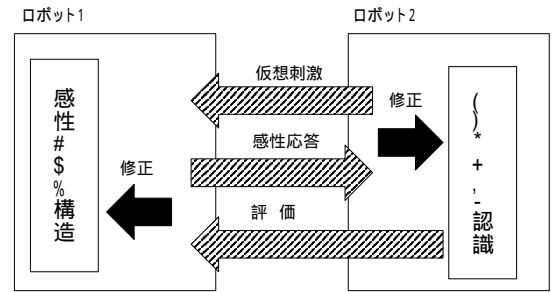 ロボット1
ロボット2
仮想刺激
修正
感性応答
修正
評 価
感性#$%構造
()*+,-認識